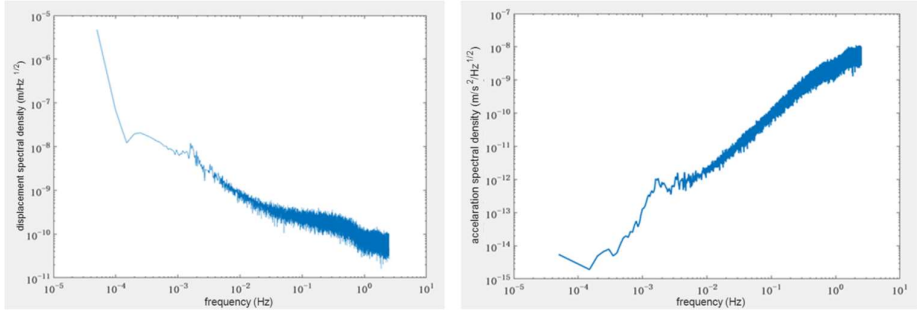 10^-5
10^-6
10^-7
10^-8
10^-9
10^-10
10^-11
displacement spectral density (m/Hz ^1/2)
10^-5 10^-4 10^-3 10^-2 10^-1 10^0 10^1
frequency (Hz)
10^-7
10^-8
10^-9
10^-10
10^-11
10^-12
10^-13
10^-14
10^-15
accelaration spectral density (m/s ^2/Hz^1/2)
10^-5 10^-4 10^-3 10^-2 10^-1 10^0 10^1
frequency (Hz)